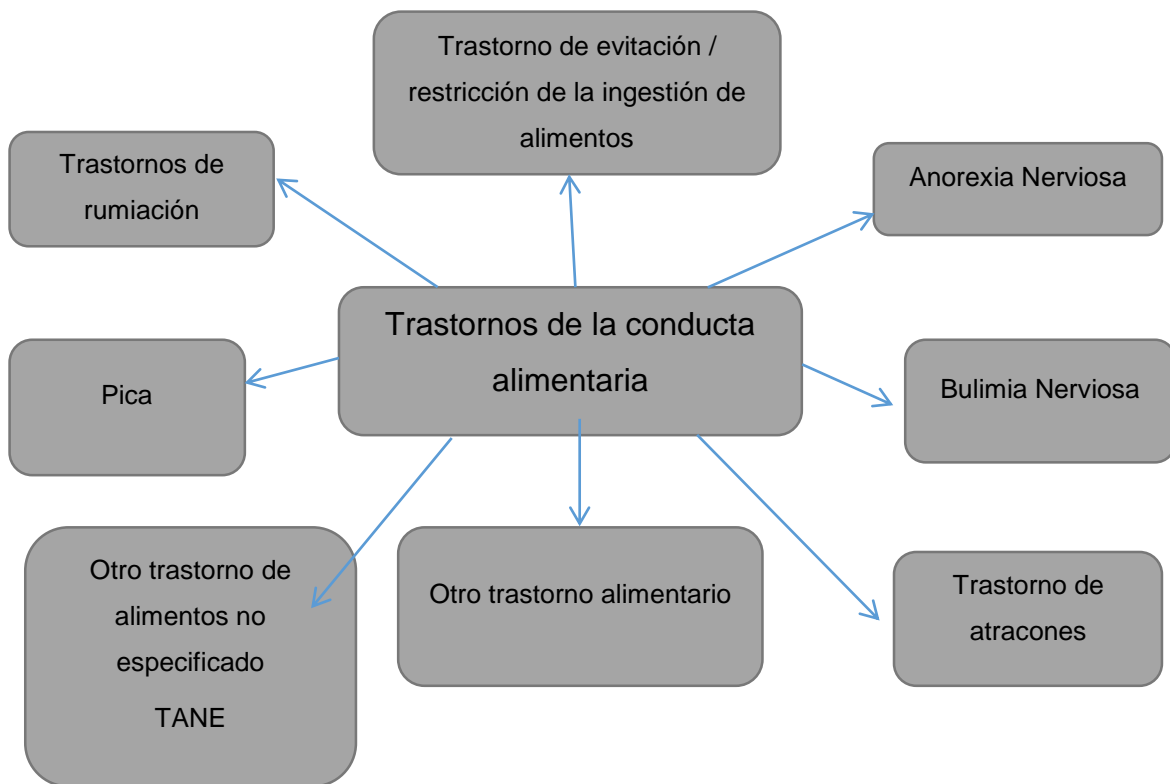 Trastorno de evitación /
restricción de la ingestión de
alimentos
Trastornos de
rumiación
Anorexia Nerviosa
Trastornos de la conducta
alimentaria
Pica
Bulimia Nerviosa
Otro trastorno de
alimentos no
especificado
TANE
Otro trastorno alimentario
Trastorno de
atracones